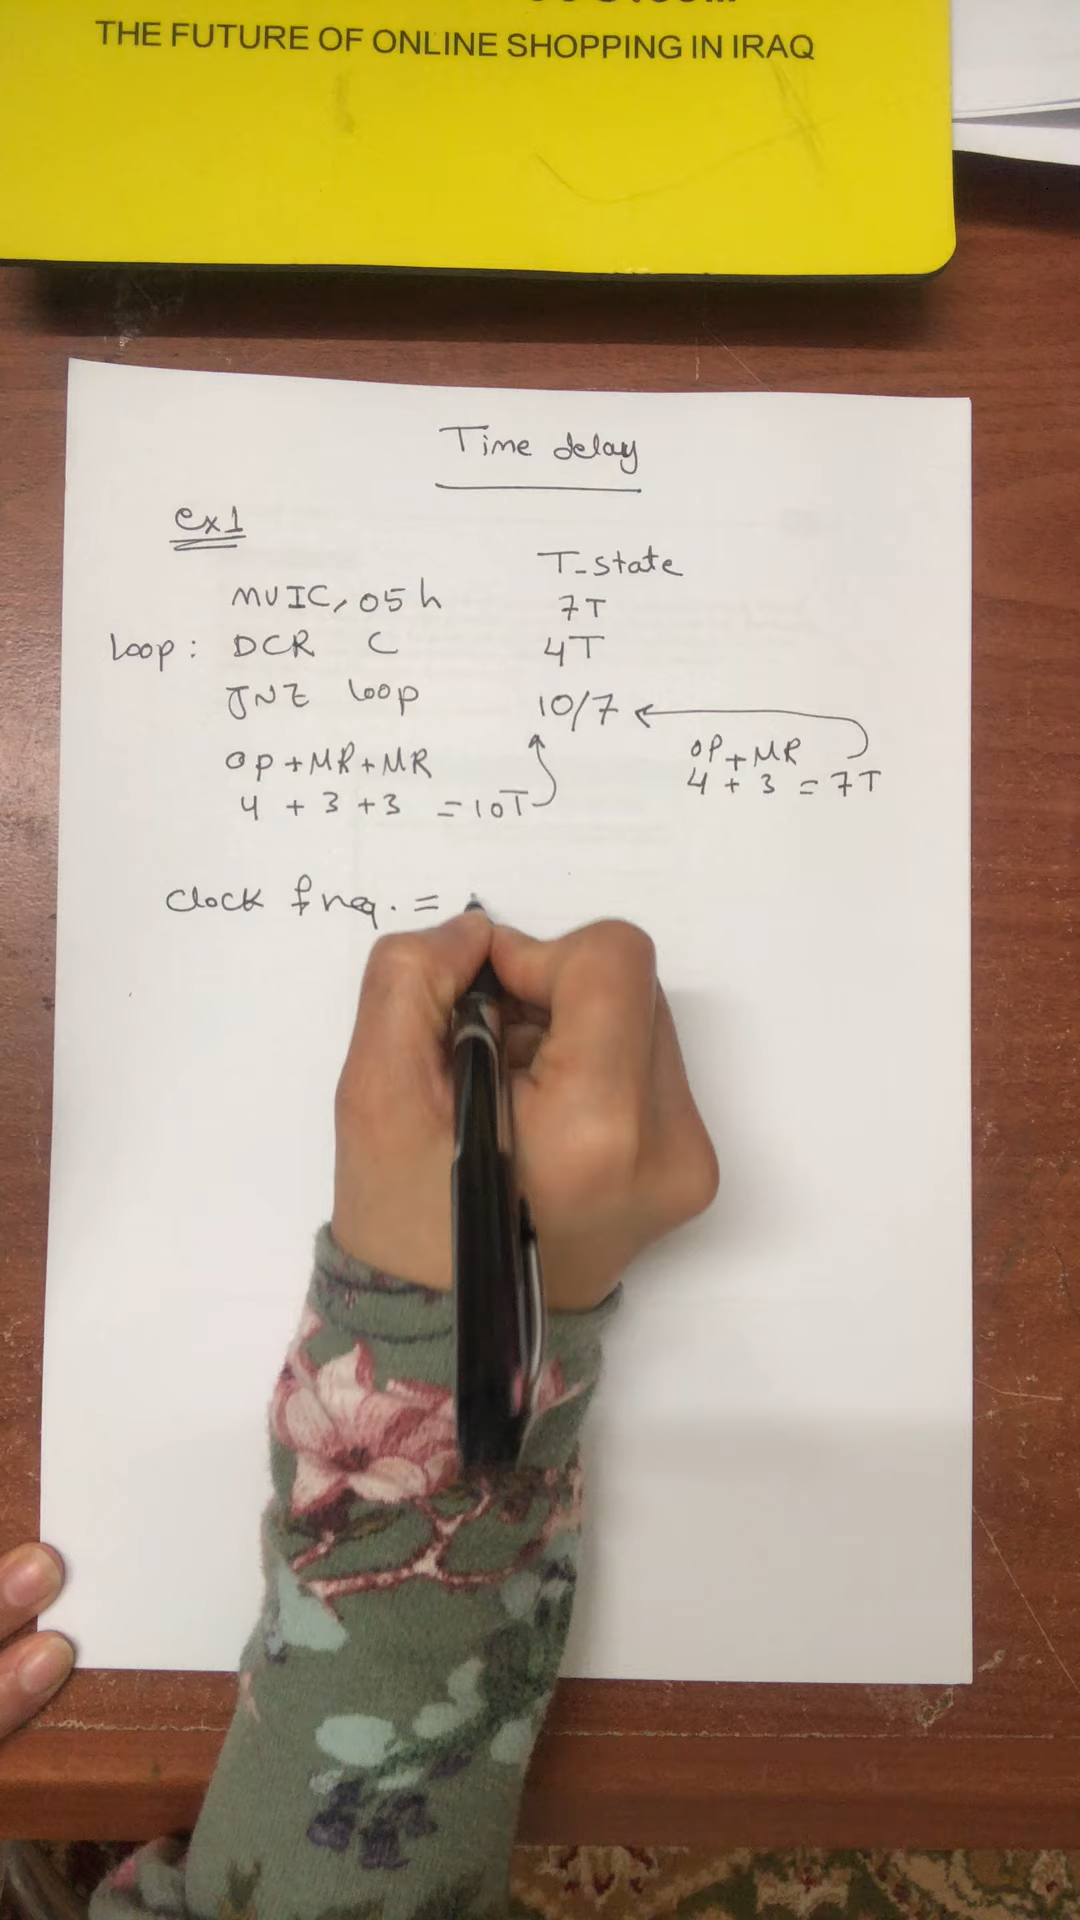 THE FUTURE OF ONLINE SHOPPING IN IRAQ
Time delay
ex1
T-state
MVI C, 05h 7T
Loop: DCR C 4T
JNZ loop 10/7
OP+MR+MR
4 + 3 + 3 = 10T
OP+MR
4 + 3 = 7T
Clock freq. =